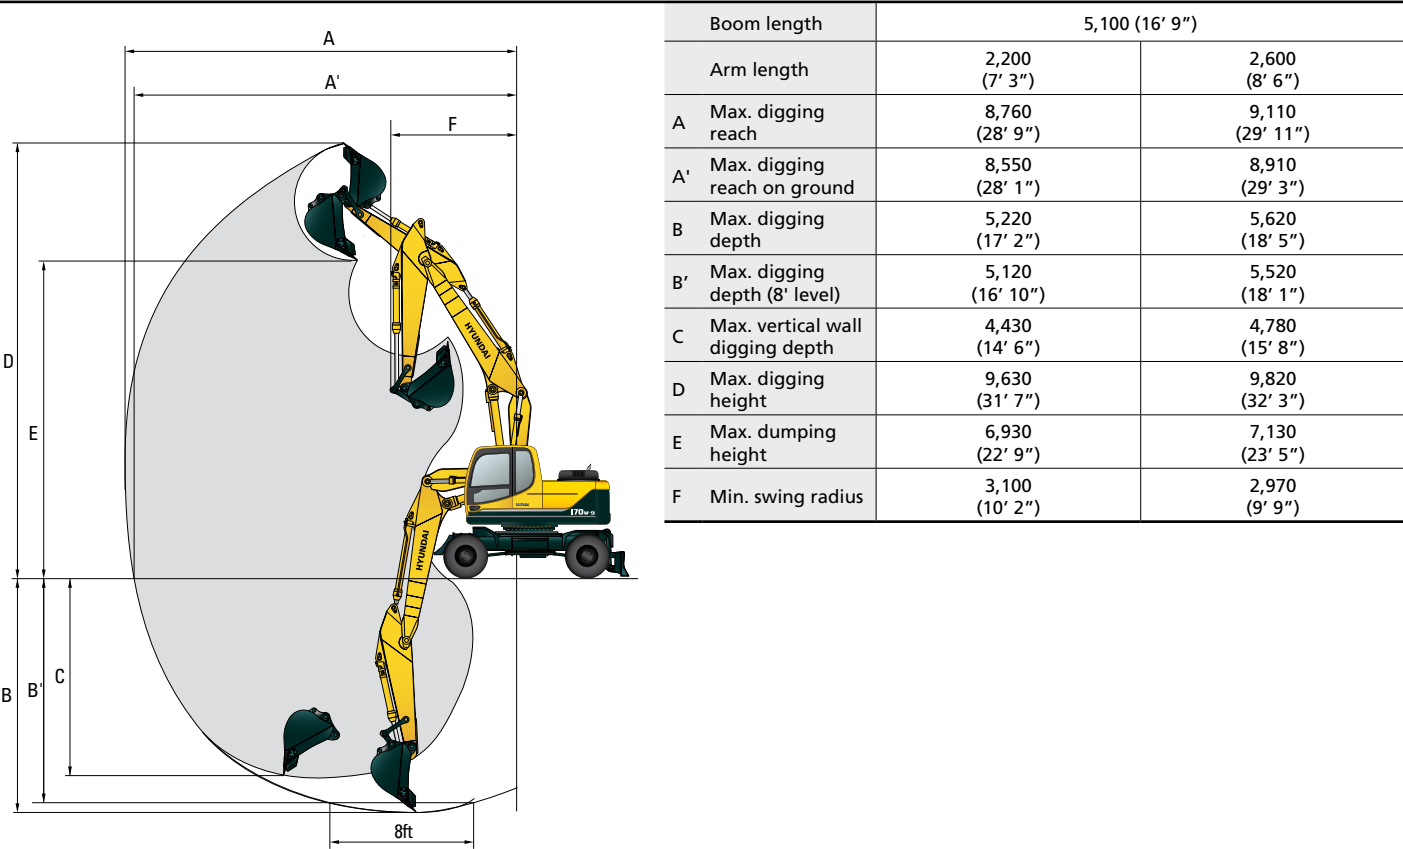 A
A'
F
D
E
HYUNDAI
170W-9
HYUNDAI
B
B'
C
8ft
Boom length 5,100 (16’ 9”)
Arm length 2,200 2,600
(7’ 3”) (8’ 6”)
A Max. digging reach 8,760 9,110
(28’ 9”) (29’ 11”)
A' Max. digging reach on ground 8,550 8,910
(28’ 1”) (29’ 3”)
B Max. digging depth 5,220 5,620
(17’ 2”) (18’ 5”)
B’ Max. digging depth (8' level) 5,120 5,520
(16’ 10”) (18’ 1”)
C Max. vertical wall digging depth 4,430 4,780
(14’ 6”) (15’ 8”)
D Max. digging height 9,630 9,820
(31’ 7”) (32’ 3”)
E Max. dumping height 6,930 7,130
(22’ 9”) (23’ 5”)
F Min. swing radius 3,100 2,970
(10’ 2”) (9’ 9”)